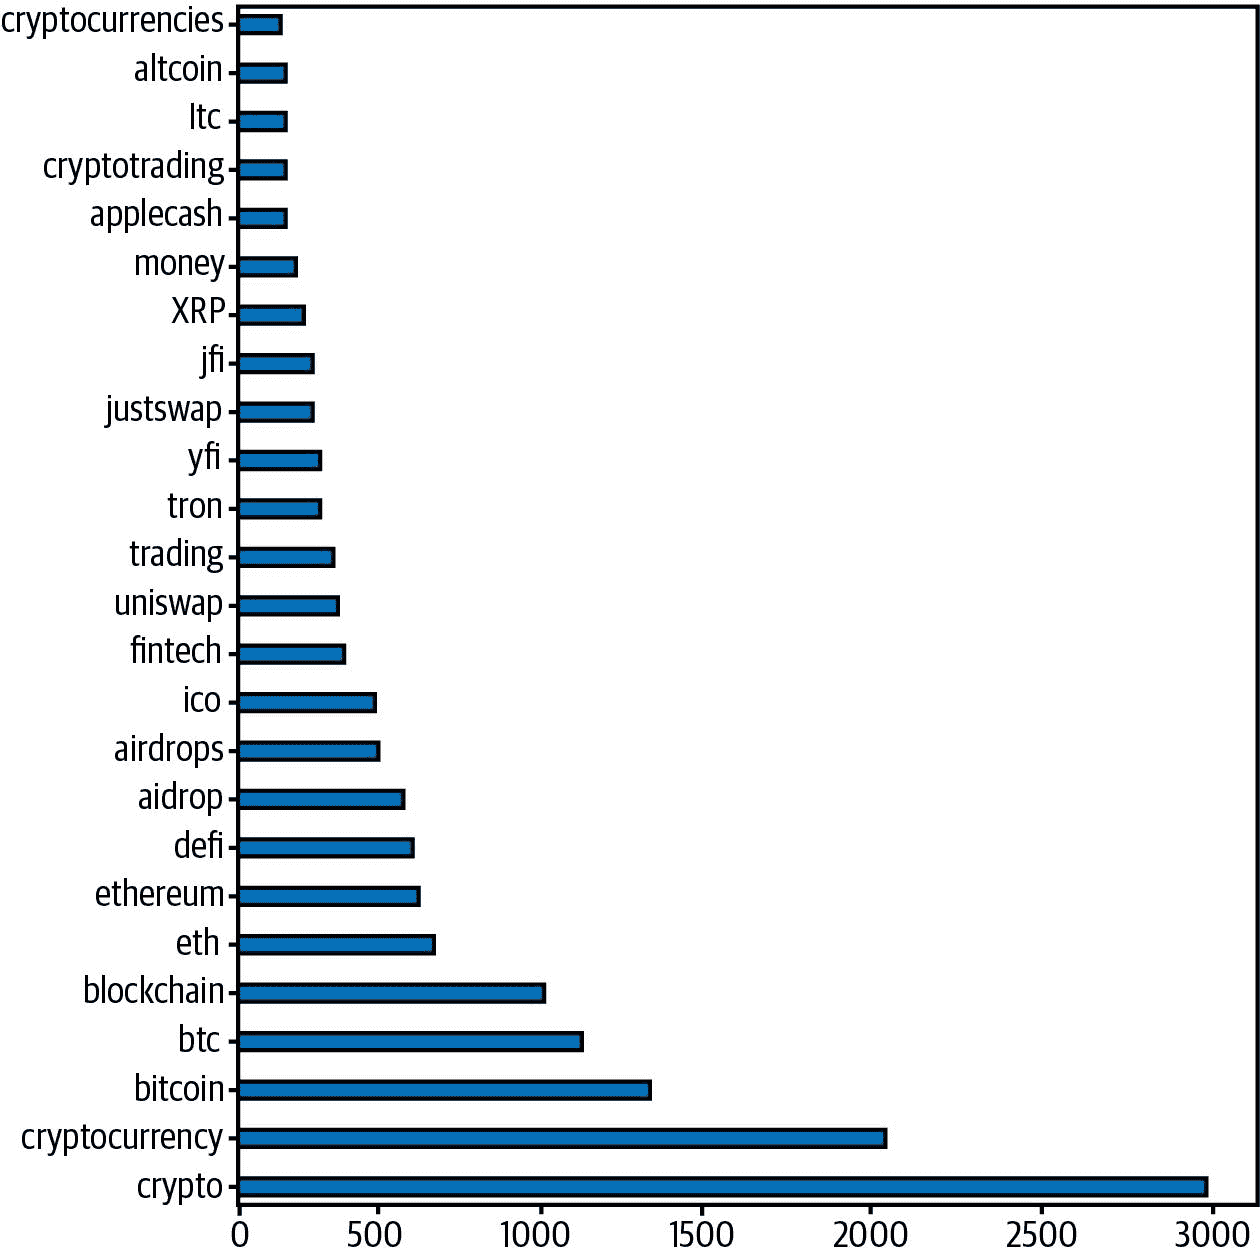 cryptocurrencies
altcoin
ltc
cryptotrading
applecash
money
XRP
jfi
justswap
yfi
tron
trading
uniswap
fintech
ico
airdrops
aidrop
defi
ethereum
eth
blockchain
btc
bitcoin
cryptocurrency
crypto
0 500 1000 1500 2000 2500 3000